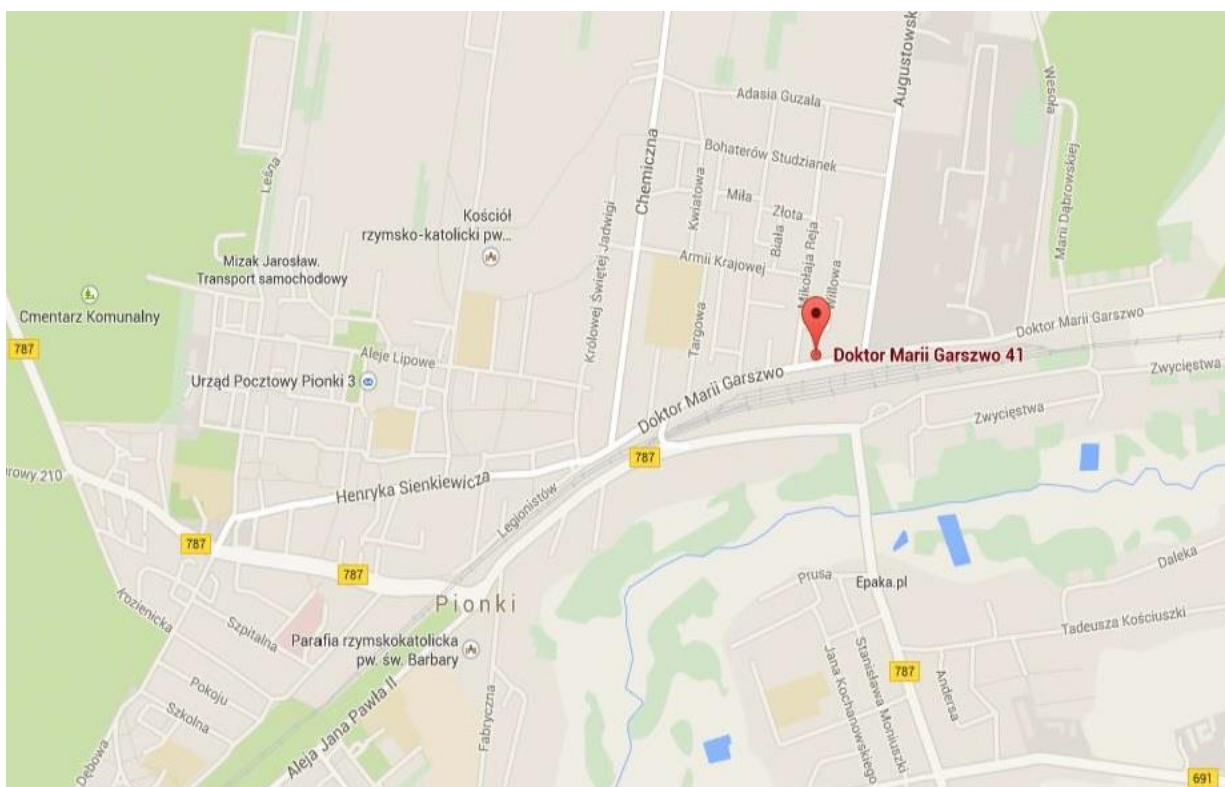 Augustowsk
Wesoła
Adasia Guzala
Chemiczna
Bohaterów Studzianek
Leśna
Marii Dąbrowskiej
Kwiatowa
Miła
Złota
Kościół
rzymsko-katolicki pw...
Królowej Świętej Jadwigi
Biała
Mikołaja Reja
Willowa
Armii Krajowej
Mizak Jarosław.
Transport samochodowy
Cmentarz Komunalny
Targowa
Doktor Marii Garszwo
787
Aleje Lipowe
Doktor Marii Garszwo 41
Zwycięstwa
Urząd Pocztowy Pionki 3
Doktor Marii Garszwo
Zwycięstwa
787
urowy 210
Henryka Sienkiewicza
Legionistów
787
787
Pionki
Prusa
Epaka.pl
Daleka
Kozienicka
Szpitalna
Tadeusza Kościuszki
Parafia rzymskokatolicka
pw. św. Barbary
787
Jana Kochanowskiego
Stanisława Moniuszki
Andersa
Pokoju
Szkolna
Fabryczna
Aleja Jana Pawła II
Dębowa
691